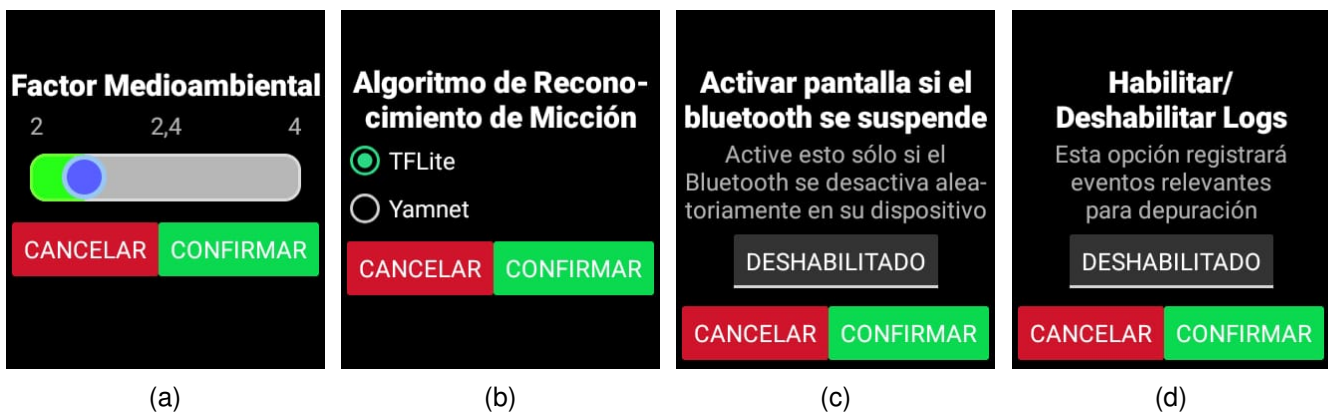 Factor Medioambiental
2 2,4 4
CANCELAR CONFIRMAR
(a)
Algoritmo de Recono-
cimiento de Micción
TFLite
Yamnet
CANCELAR CONFIRMAR
(b)
Activar pantalla si el
bluetooth se suspende
Active esto sólo si el
Bluetooth se desactiva alea-
toriamente en su dispositivo
DESHABILITADO
CANCELAR CONFIRMAR
(c)
Habilitar/
Deshabilitar Logs
Esta opción registrará
eventos relevantes
para depuración
DESHABILITADO
CANCELAR CONFIRMAR
(d)